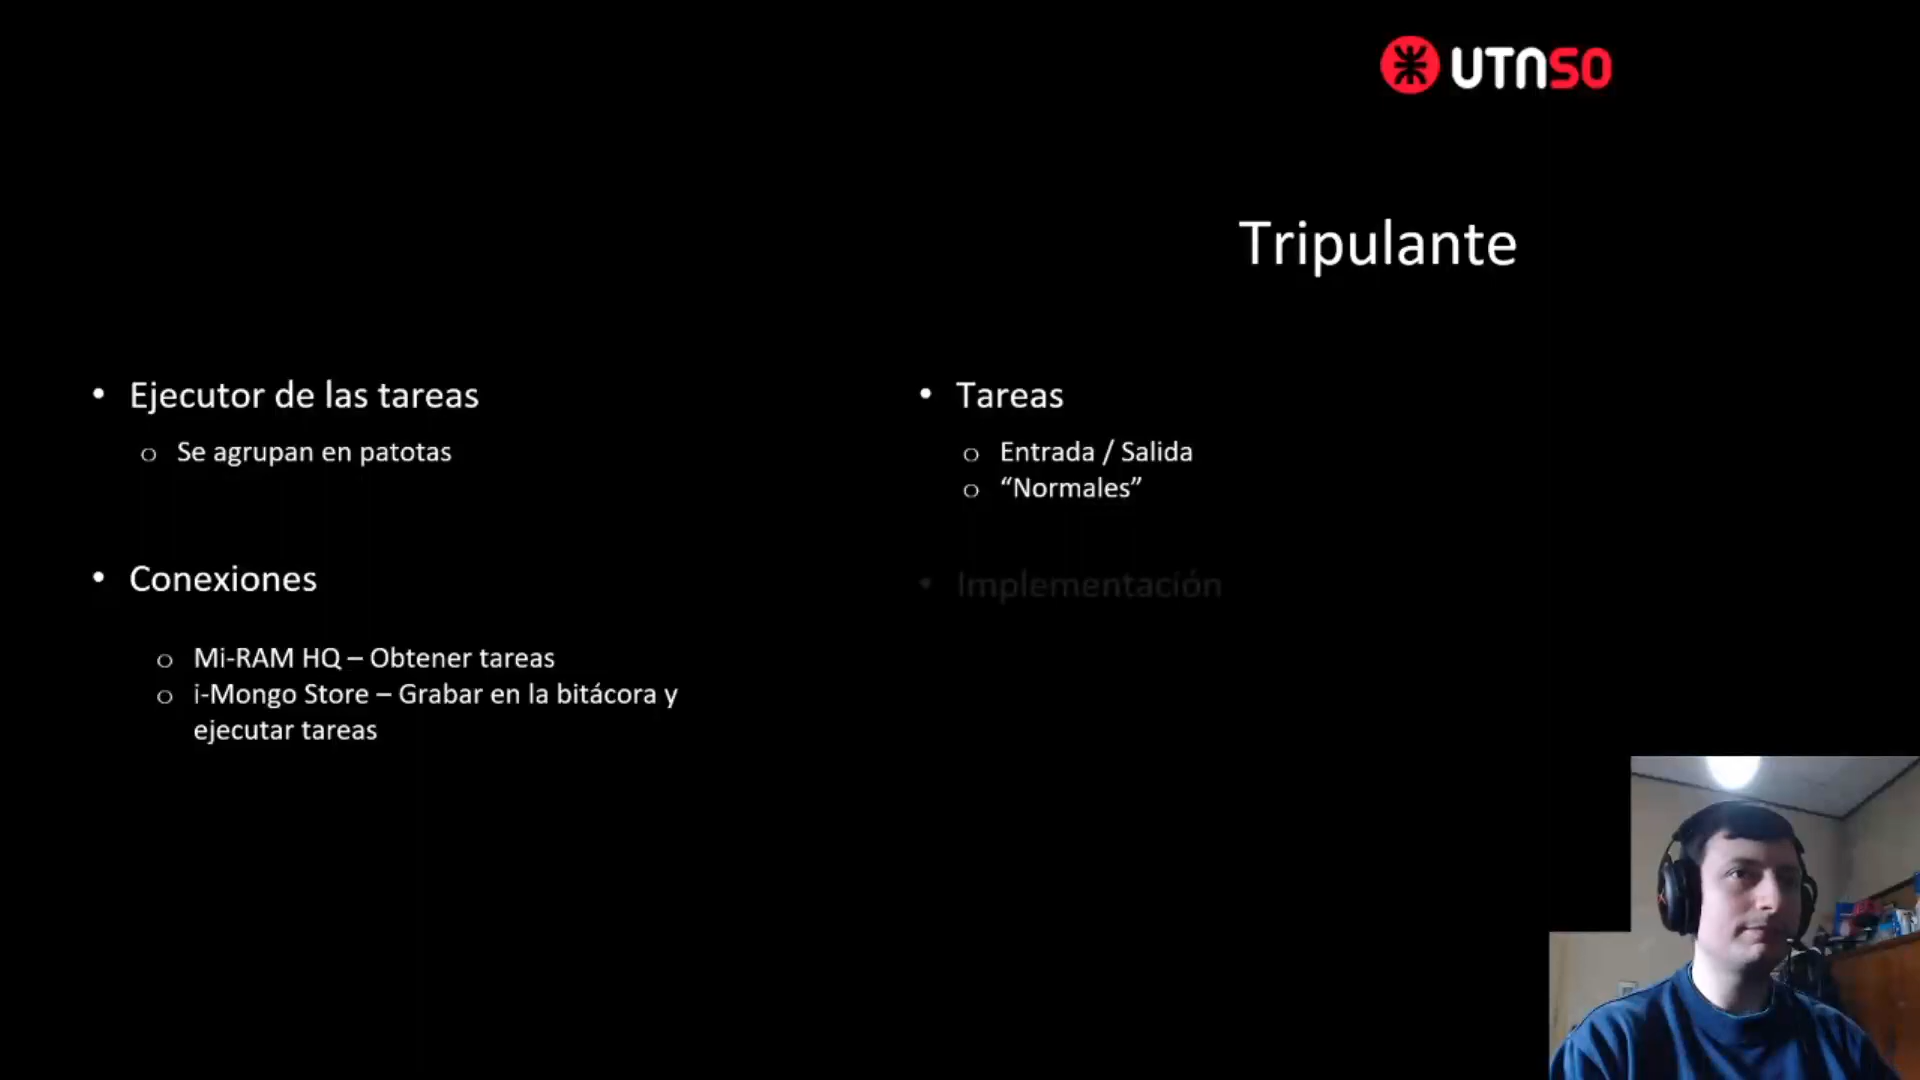 UTNSO
Tripulante
• Ejecutor de las tareas
o Se agrupan en patotas
• Conexiones
o Mi-RAM HQ – Obtener tareas
o i-Mongo Store – Grabar en la bitácora y
ejecutar tareas
• Tareas
o Entrada / Salida
o “Normales”
• Implementación